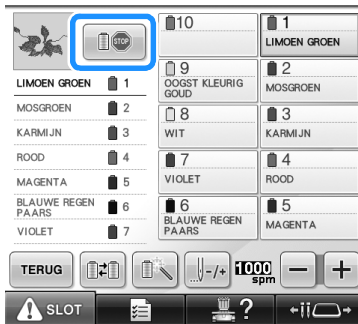 STOP
LIMOEN GROEN 1
MOSGROEN 2
KARMIJN 3
ROOD 4
MAGENTA 5
BLAUWE REGEN
PAARS 6
VIOLET 7
10
1
LIMOEN GROEN
9
OOGST KLEURIG
GOUD
2
MOSGROEN
8
WIT
3
KARMIJN
7
VIOLET
4
ROOD
6
BLAUWE REGEN
PAARS
5
MAGENTA
TERUG
-/+
1000
spm
- +
SLOT
?